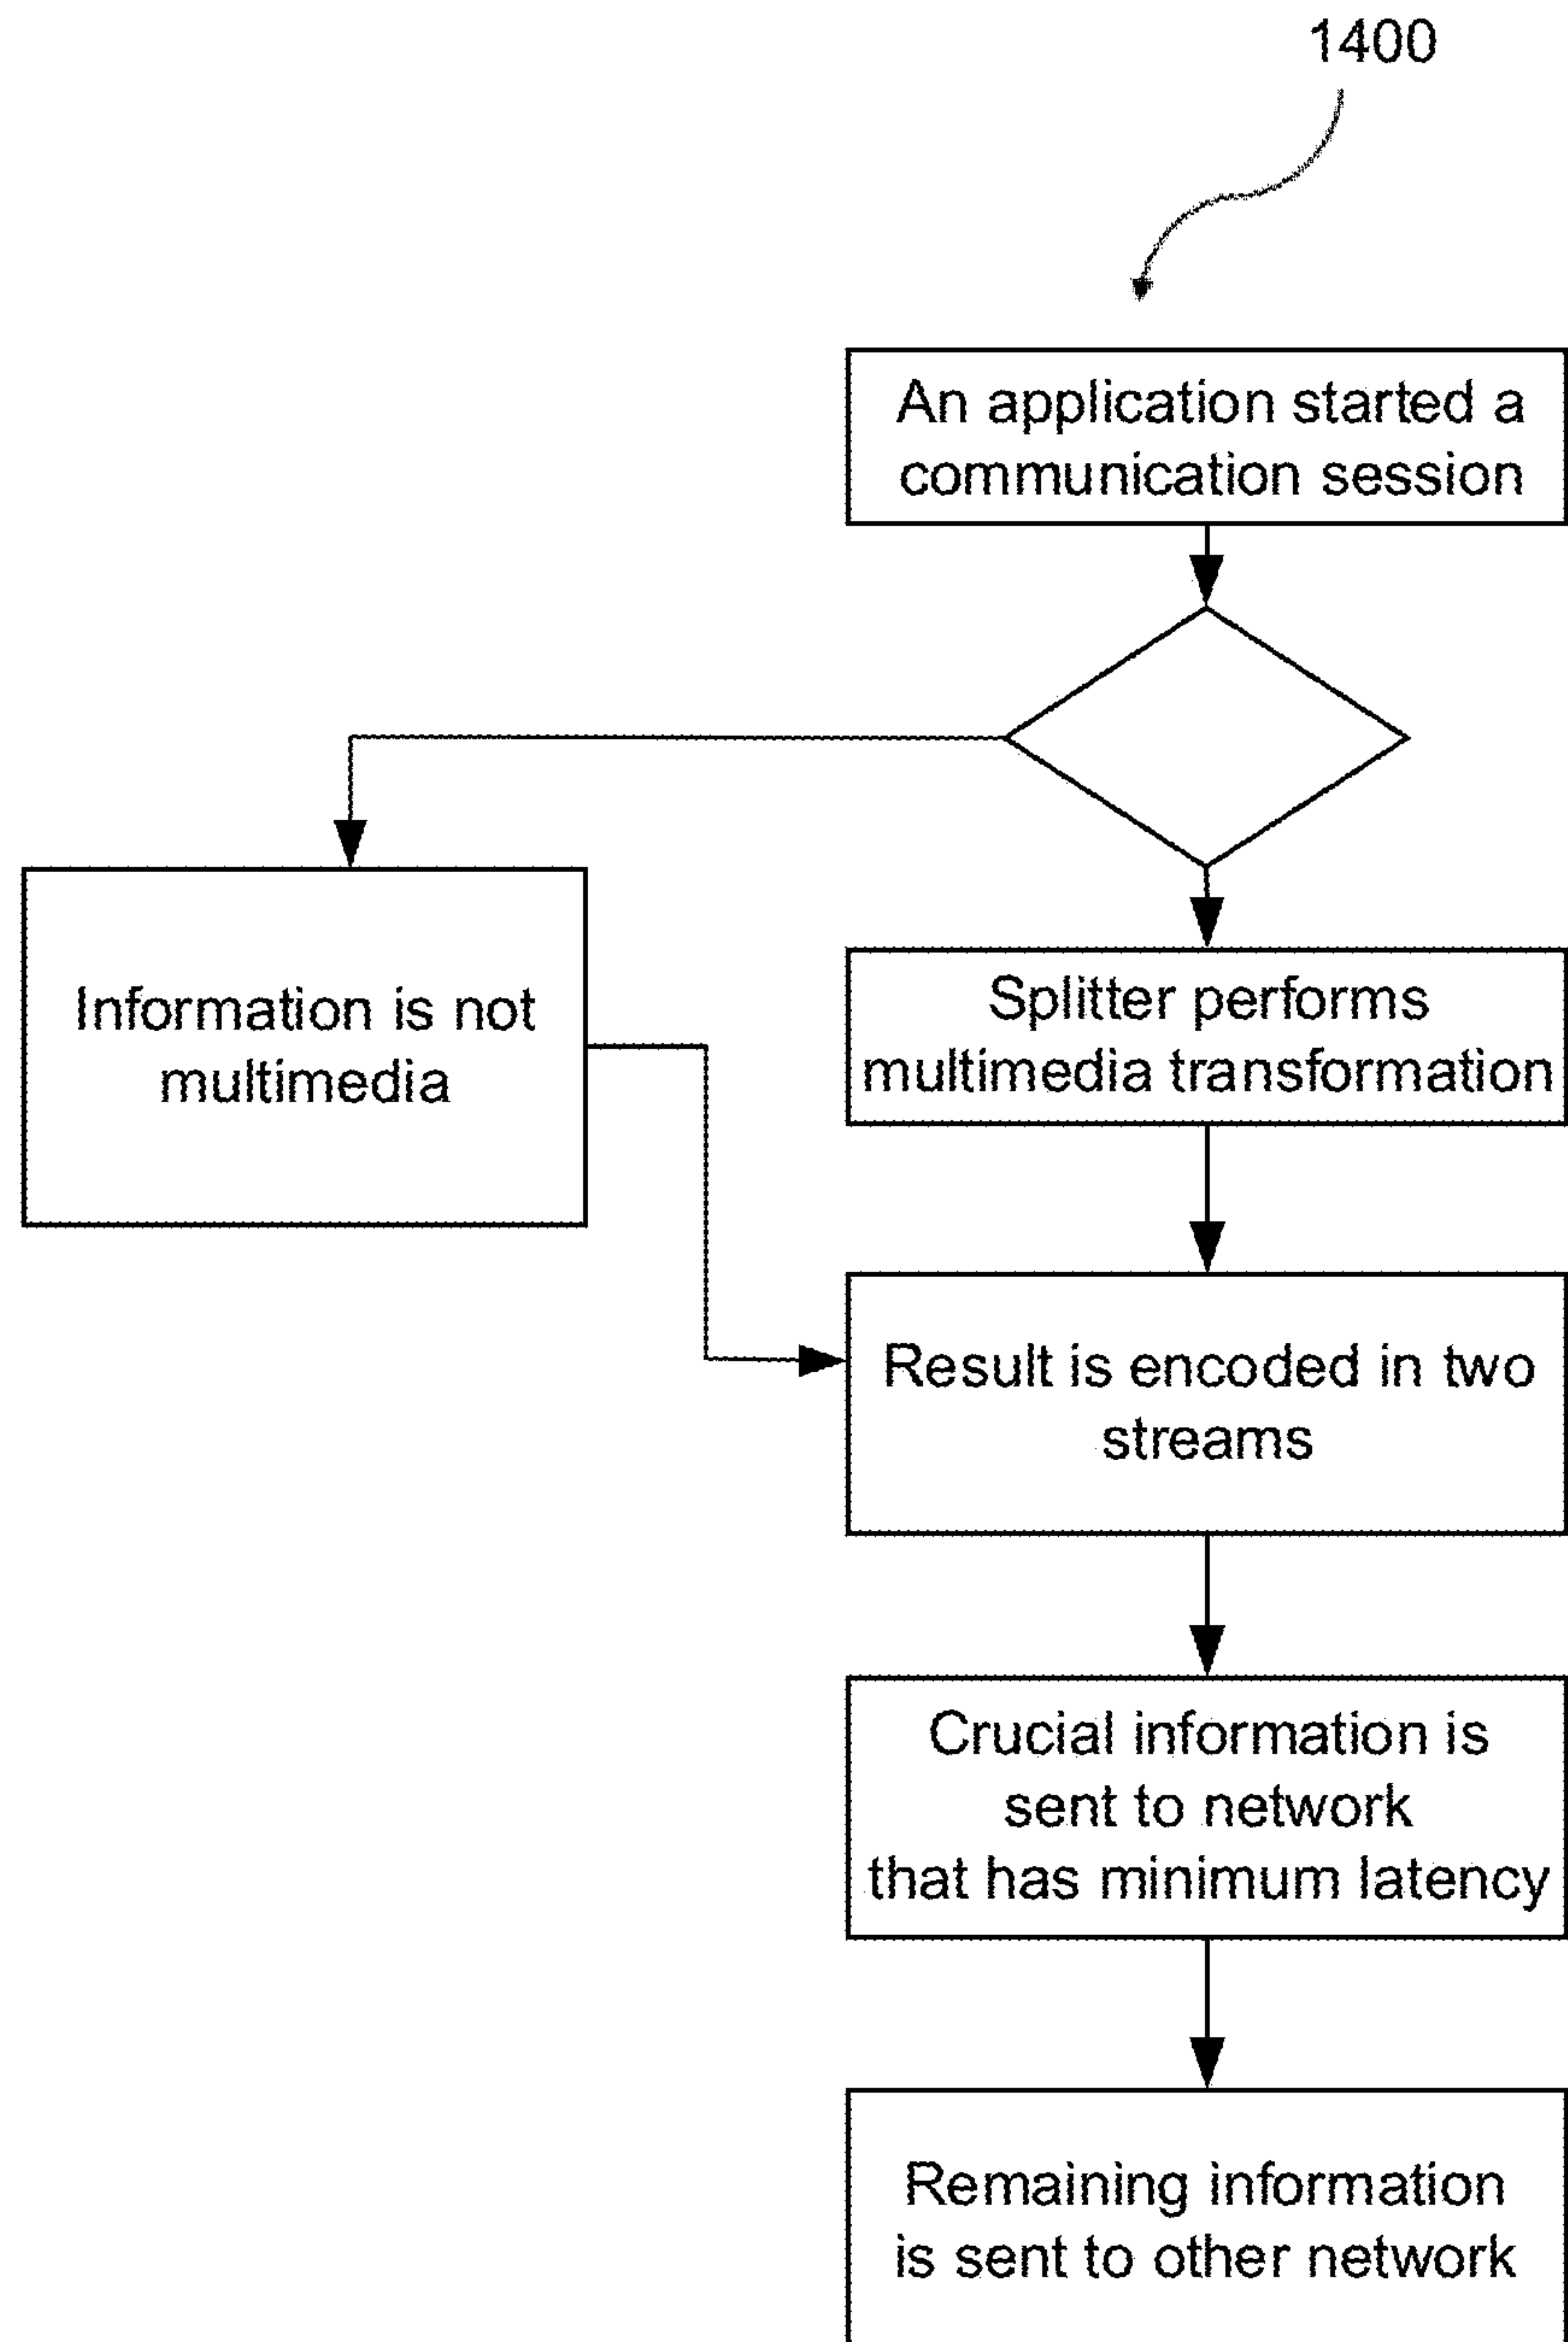 1400
An application started a
communication session
Information is not
multimedia
Splitter performs
multimedia transformation
Result is encoded in two
streams
Crucial information is
sent to network
that has minimum latency
Remaining information
is sent to other network